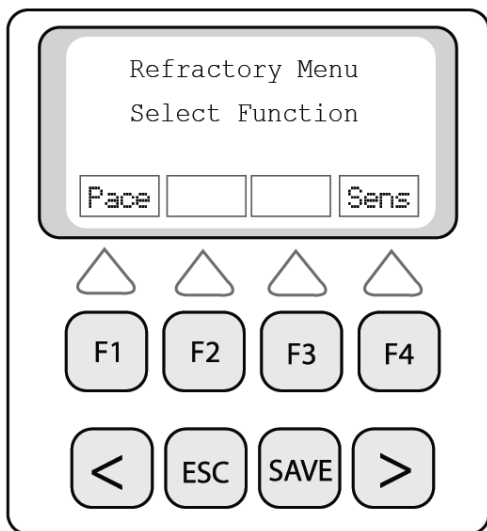 Refractory Menu
Select Function
Pace Sens
F1 F2 F3 F4
< ESC SAVE >